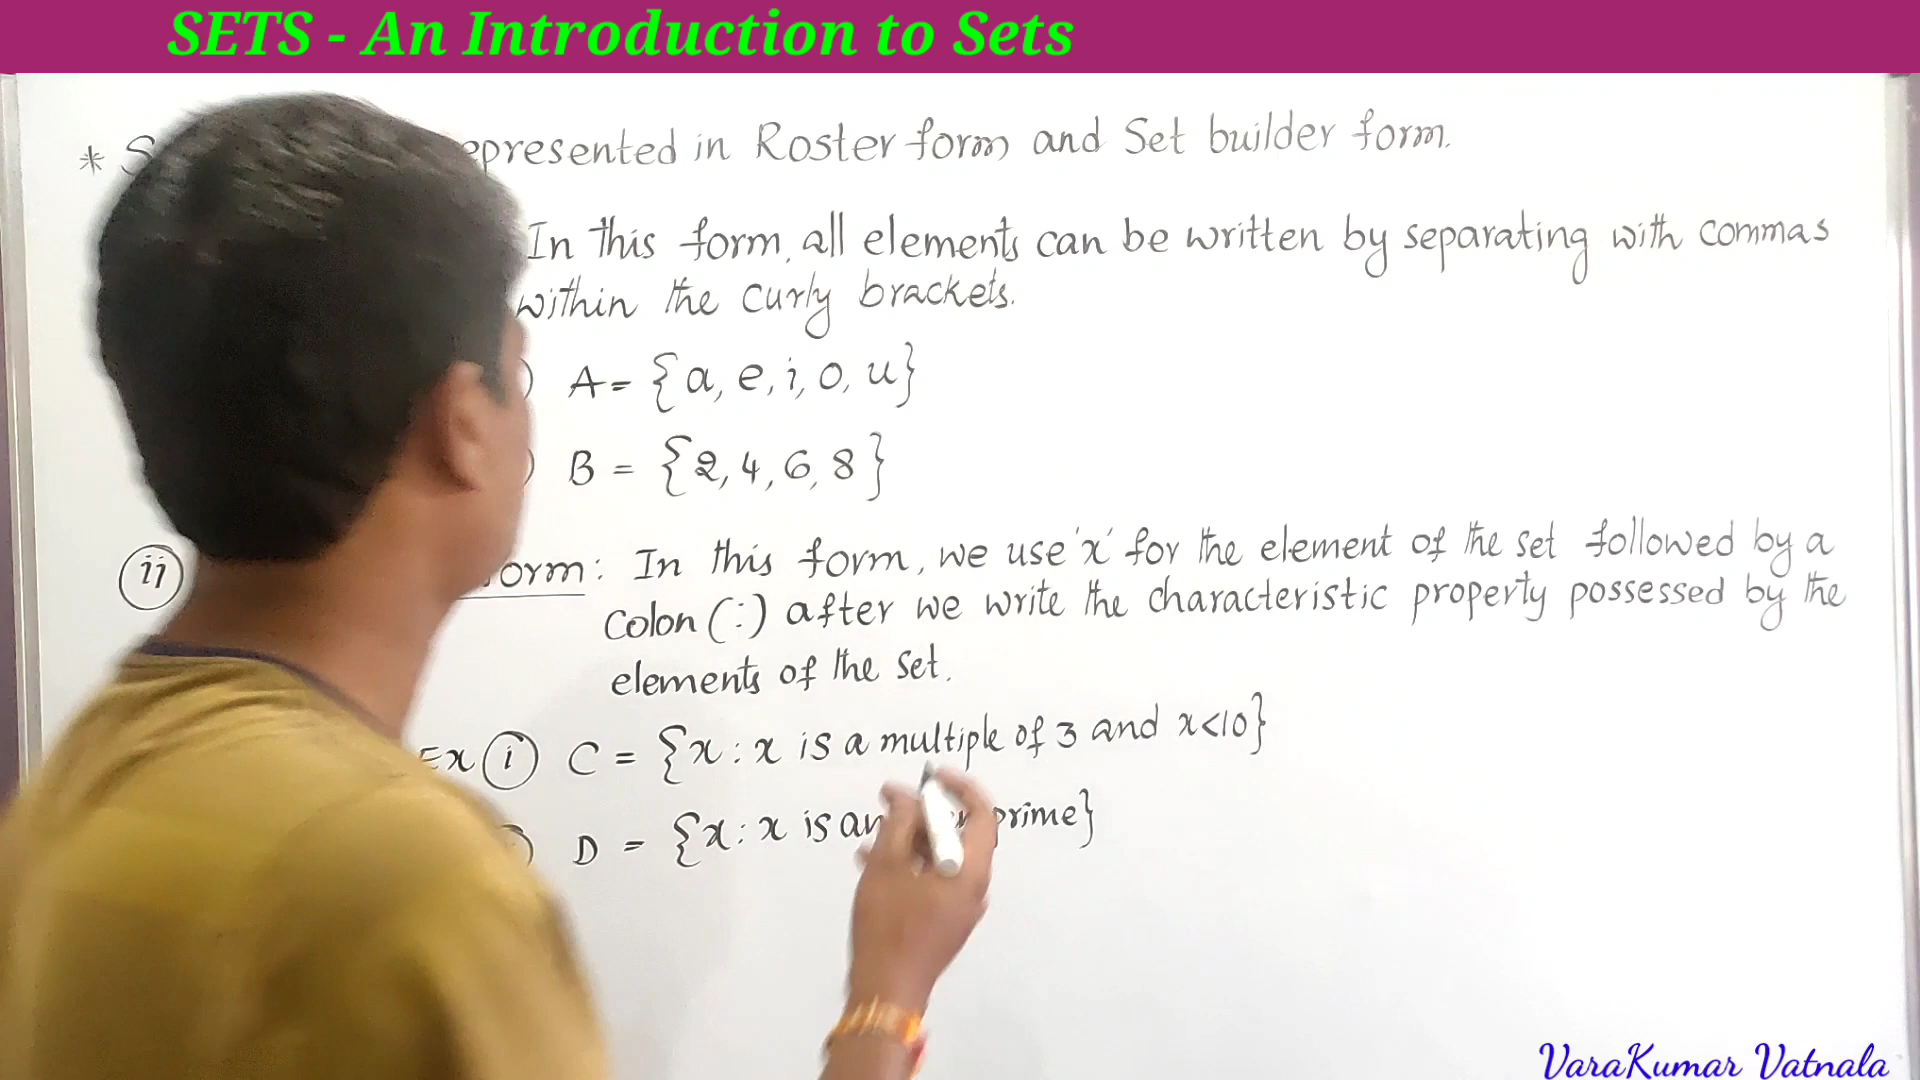 SETS - An Introduction to Sets
* represented in Roster form and Set builder form.
In this form, all elements can be written by separating with commas
within the curly brackets.
A = {a, e, i, o, u}
B = {2, 4, 6, 8}
ii form: In this form, we use 'x' for the element of the set followed by a
Colon (:) after we write the characteristic property possessed by the
elements of the set.
Ex i C = {x : x is a multiple of 3 and x<10}
D = {x : x is an prime}
VaraKumar Vatnala